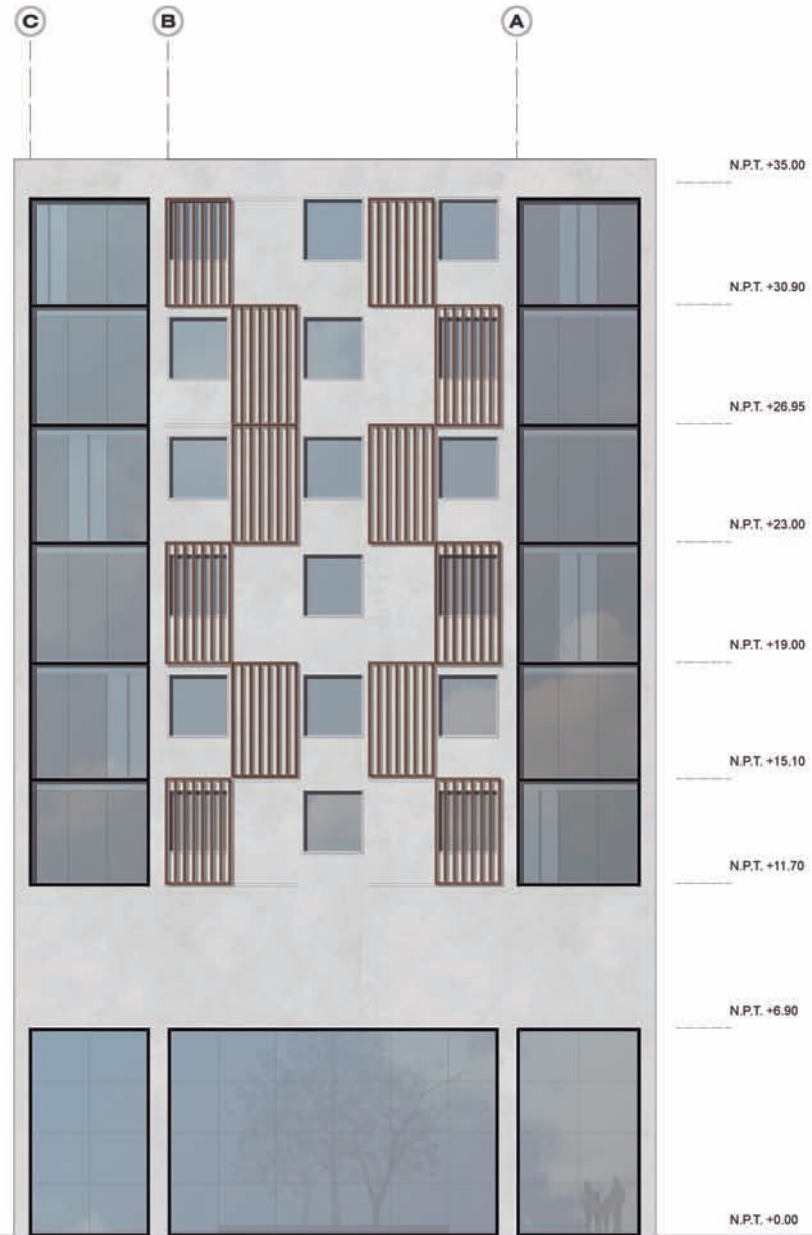 C
B
A
N.P.T. +35.00
N.P.T. +30.90
N.P.T. +26.95
N.P.T. +23.00
N.P.T. +19.00
N.P.T. +15.10
N.P.T. +11.70
N.P.T. +6.90
N.P.T. +0.00